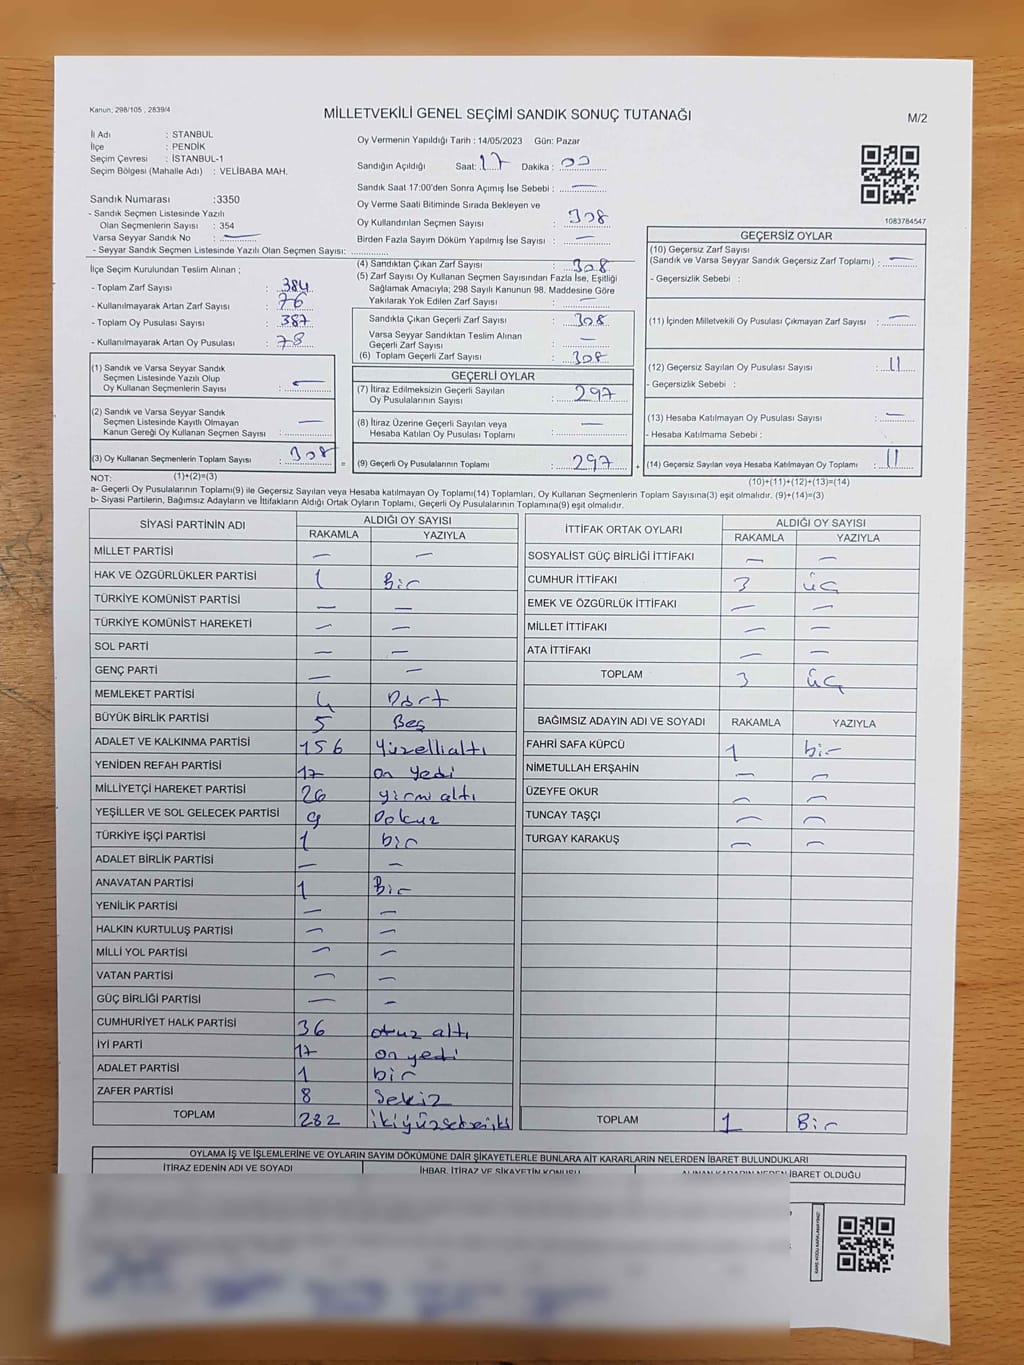 Kanun, 298/105 , 2839/4
MİLLETVEKİLİ GENEL SEÇİMİ SANDIK SONUÇ TUTANAĞI
M/2
İl Adı : STANBUL
İlçe : PENDİK
Seçim Çevresi : İSTANBUL-1
Seçim Bölgesi (Mahalle Adı) : VELİBABA MAH.
Sandık Numarası :3350
- Sandık Seçmen Listesinde Yazılı
Olan Seçmenlerin Sayısı : 354
Varsa Seyyar Sandık No : —
- Seyyar Sandık Seçmen Listesinde Yazılı Olan Seçmen Sayısı:
İlçe Seçim Kurulundan Teslim Alınan ;
- Toplam Zarf Sayısı : 384
- Kullanılmayarak Artan Zarf Sayısı : 76
- Toplam Oy Pusulası Sayısı : 387
- Kullanılmayarak Artan Oy Pusulası : 78
(1) Sandık ve Varsa Seyyar Sandık
Seçmen Listesinde Yazılı Olup
Oy Kullanan Seçmenlerin Sayısı : —
(2) Sandık ve Varsa Seyyar Sandık
Seçmen Listesinde Kayıtlı Olmayan
Kanun Gereği Oy Kullanan Seçmen Sayısı : —
(3) Oy Kullanan Seçmenlerin Toplam Sayısı : 308
Oy Vermenin Yapıldığı Tarih : 14/05/2023 Gün: Pazar
Sandığın Açıldığı Saat: 17 Dakika : 00
Sandık Saat 17:00'den Sonra Açımış İse Sebebi : —
Oy Verme Saati Bitiminde Sırada Bekleyen ve
Oy Kullandırılan Seçmen Sayısı : 308
Birden Fazla Sayım Döküm Yapılmış İse Sayısı : —
(4) Sandıktan Çıkan Zarf Sayısı : 308
(5) Zarf Sayısı Oy Kullanan Seçmen Sayısından Fazla İse, Eşitliği
Sağlamak Amacıyla; 298 Sayılı Kanunun 98. Maddesine Göre
Yakılarak Yok Edilen Zarf Sayısı : —
Sandıkla Çıkan Geçerli Zarf Sayısı : 308
Varsa Seyyar Sandıktan Teslim Alınan
Geçerli Zarf Sayısı : —
(6) Toplam Geçerli Zarf Sayısı : 308
GEÇERLİ OYLAR
(7) İtiraz Edilmeksizin Geçerli Sayılan
Oy Pusulalarının Sayısı : 297
(8) İtiraz Üzerine Geçerli Sayılan veya
Hesaba Katılan Oy Pusulası Toplamı : —
= (9) Geçerli Oy Pusulalarının Toplamı : 297
1083784547
GEÇERSİZ OYLAR
(10) Geçersiz Zarf Sayısı
(Sandık ve Varsa Seyyar Sandık Geçersiz Zarf Toplamı) : —
- Geçersizlik Sebebi :
(11) İçinden Milletvekili Oy Pusulası Çıkmayan Zarf Sayısı : —
(12) Geçersiz Sayılan Oy Pusulası Sayısı : 11
- Geçersizlik Sebebi :
(13) Hesaba Katılmayan Oy Pusulası Sayısı : —
- Hesaba Katılmama Sebebi :
+ (14) Geçersiz Sayılan veya Hesaba Katılmayan Oy Toplamı : 11
NOT: (1)+(2)=(3)
(10)+(11)+(12)+(13)=(14)
a- Geçerli Oy Pusulalarının Toplamı(9) ile Geçersiz Sayılan veya Hesaba katılmayan Oy Toplamı(14) Toplamları, Oy Kullanan Seçmenlerin Toplam Sayısına(3) eşit olmalıdır. (9)+(14)=(3)
b- Siyasi Partilerin, Bağımsız Adayların ve İttifakların Aldığı Ortak Oyların Toplamı, Geçerli Oy Pusulalarının Toplamına(9) eşit olmalıdır.
SİYASİ PARTİNİN ADI ALDIĞI OY SAYISI
RAKAMLA YAZIYLA
MİLLET PARTİSİ — —
HAK VE ÖZGÜRLÜKLER PARTİSİ 1 Bir
TÜRKİYE KOMÜNİST PARTİSİ — —
TÜRKİYE KOMÜNİST HAREKETİ — —
SOL PARTİ — —
GENÇ PARTİ — —
MEMLEKET PARTİSİ 4 Dört
BÜYÜK BİRLİK PARTİSİ 5 Beş
ADALET VE KALKINMA PARTİSİ 156 Yüzellialtı
YENİDEN REFAH PARTİSİ 17 on yedi
MİLLİYETÇİ HAREKET PARTİSİ 26 yirmi altı
YEŞİLLER VE SOL GELECEK PARTİSİ 9 Dokuz
TÜRKİYE İŞÇİ PARTİSİ 1 bir
ADALET BİRLİK PARTİSİ — —
ANAVATAN PARTİSİ 1 Bir
YENİLİK PARTİSİ — —
HALKIN KURTULUŞ PARTİSİ — —
MİLLİ YOL PARTİSİ — —
VATAN PARTİSİ — —
GÜÇ BİRLİĞİ PARTİSİ — —
CUMHURİYET HALK PARTİSİ 36 otuz altı
İYİ PARTİ 17 on yedi
ADALET PARTİSİ 1 bir
ZAFER PARTİSİ 8 Sekiz
TOPLAM 282
İTTİFAK ORTAK OYLARI ALDIĞI OY SAYISI
RAKAMLA YAZIYLA
SOSYALİST GÜÇ BİRLİĞİ İTTİFAKI — —
CUMHUR İTTİFAKI 3 üç
EMEK VE ÖZGÜRLÜK İTTİFAKI — —
MİLLET İTTİFAKI — —
ATA İTTİFAKI — —
TOPLAM 3 üç
BAĞIMSIZ ADAYIN ADI VE SOYADI RAKAMLA YAZIYLA
FAHRİ SAFA KÜPCÜ 1 bir
NİMETULLAH ERŞAHİN — —
ÜZEYFE OKUR — —
TUNCAY TAŞÇI — —
TURGAY KARAKUŞ — —
TOPLAM 1 Bir
OYLAMA İŞ VE İŞLEMLERİNE VE OYLARIN SAYIM DÖKÜMÜNE DAİR ŞİKAYETLERLE BUNLARA AİT KARARLARIN NELERDEN İBARET BULUNDUKLARI
İTİRAZ EDENİN ADI VE SOYADI İHBAR, İTİRAZ VE ŞİKAYETİN KONUSU ALINAN KARARIN NEDEN İBARET OLDUĞU